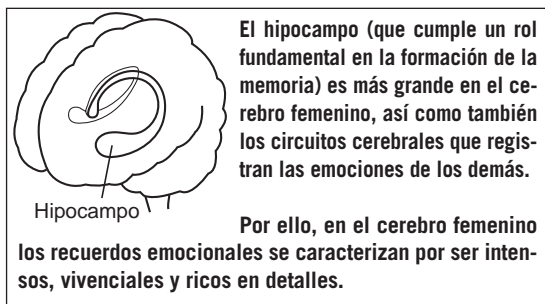 El hipocampo (que cumple un rol
fundamental en la formación de la
memoria) es más grande en el ce-
rebro femenino, así como también
los circuitos cerebrales que regis-
tran las emociones de los demás.
Hipocampo
Por ello, en el cerebro femenino
los recuerdos emocionales se caracterizan por ser inten-
sos, vivenciales y ricos en detalles.